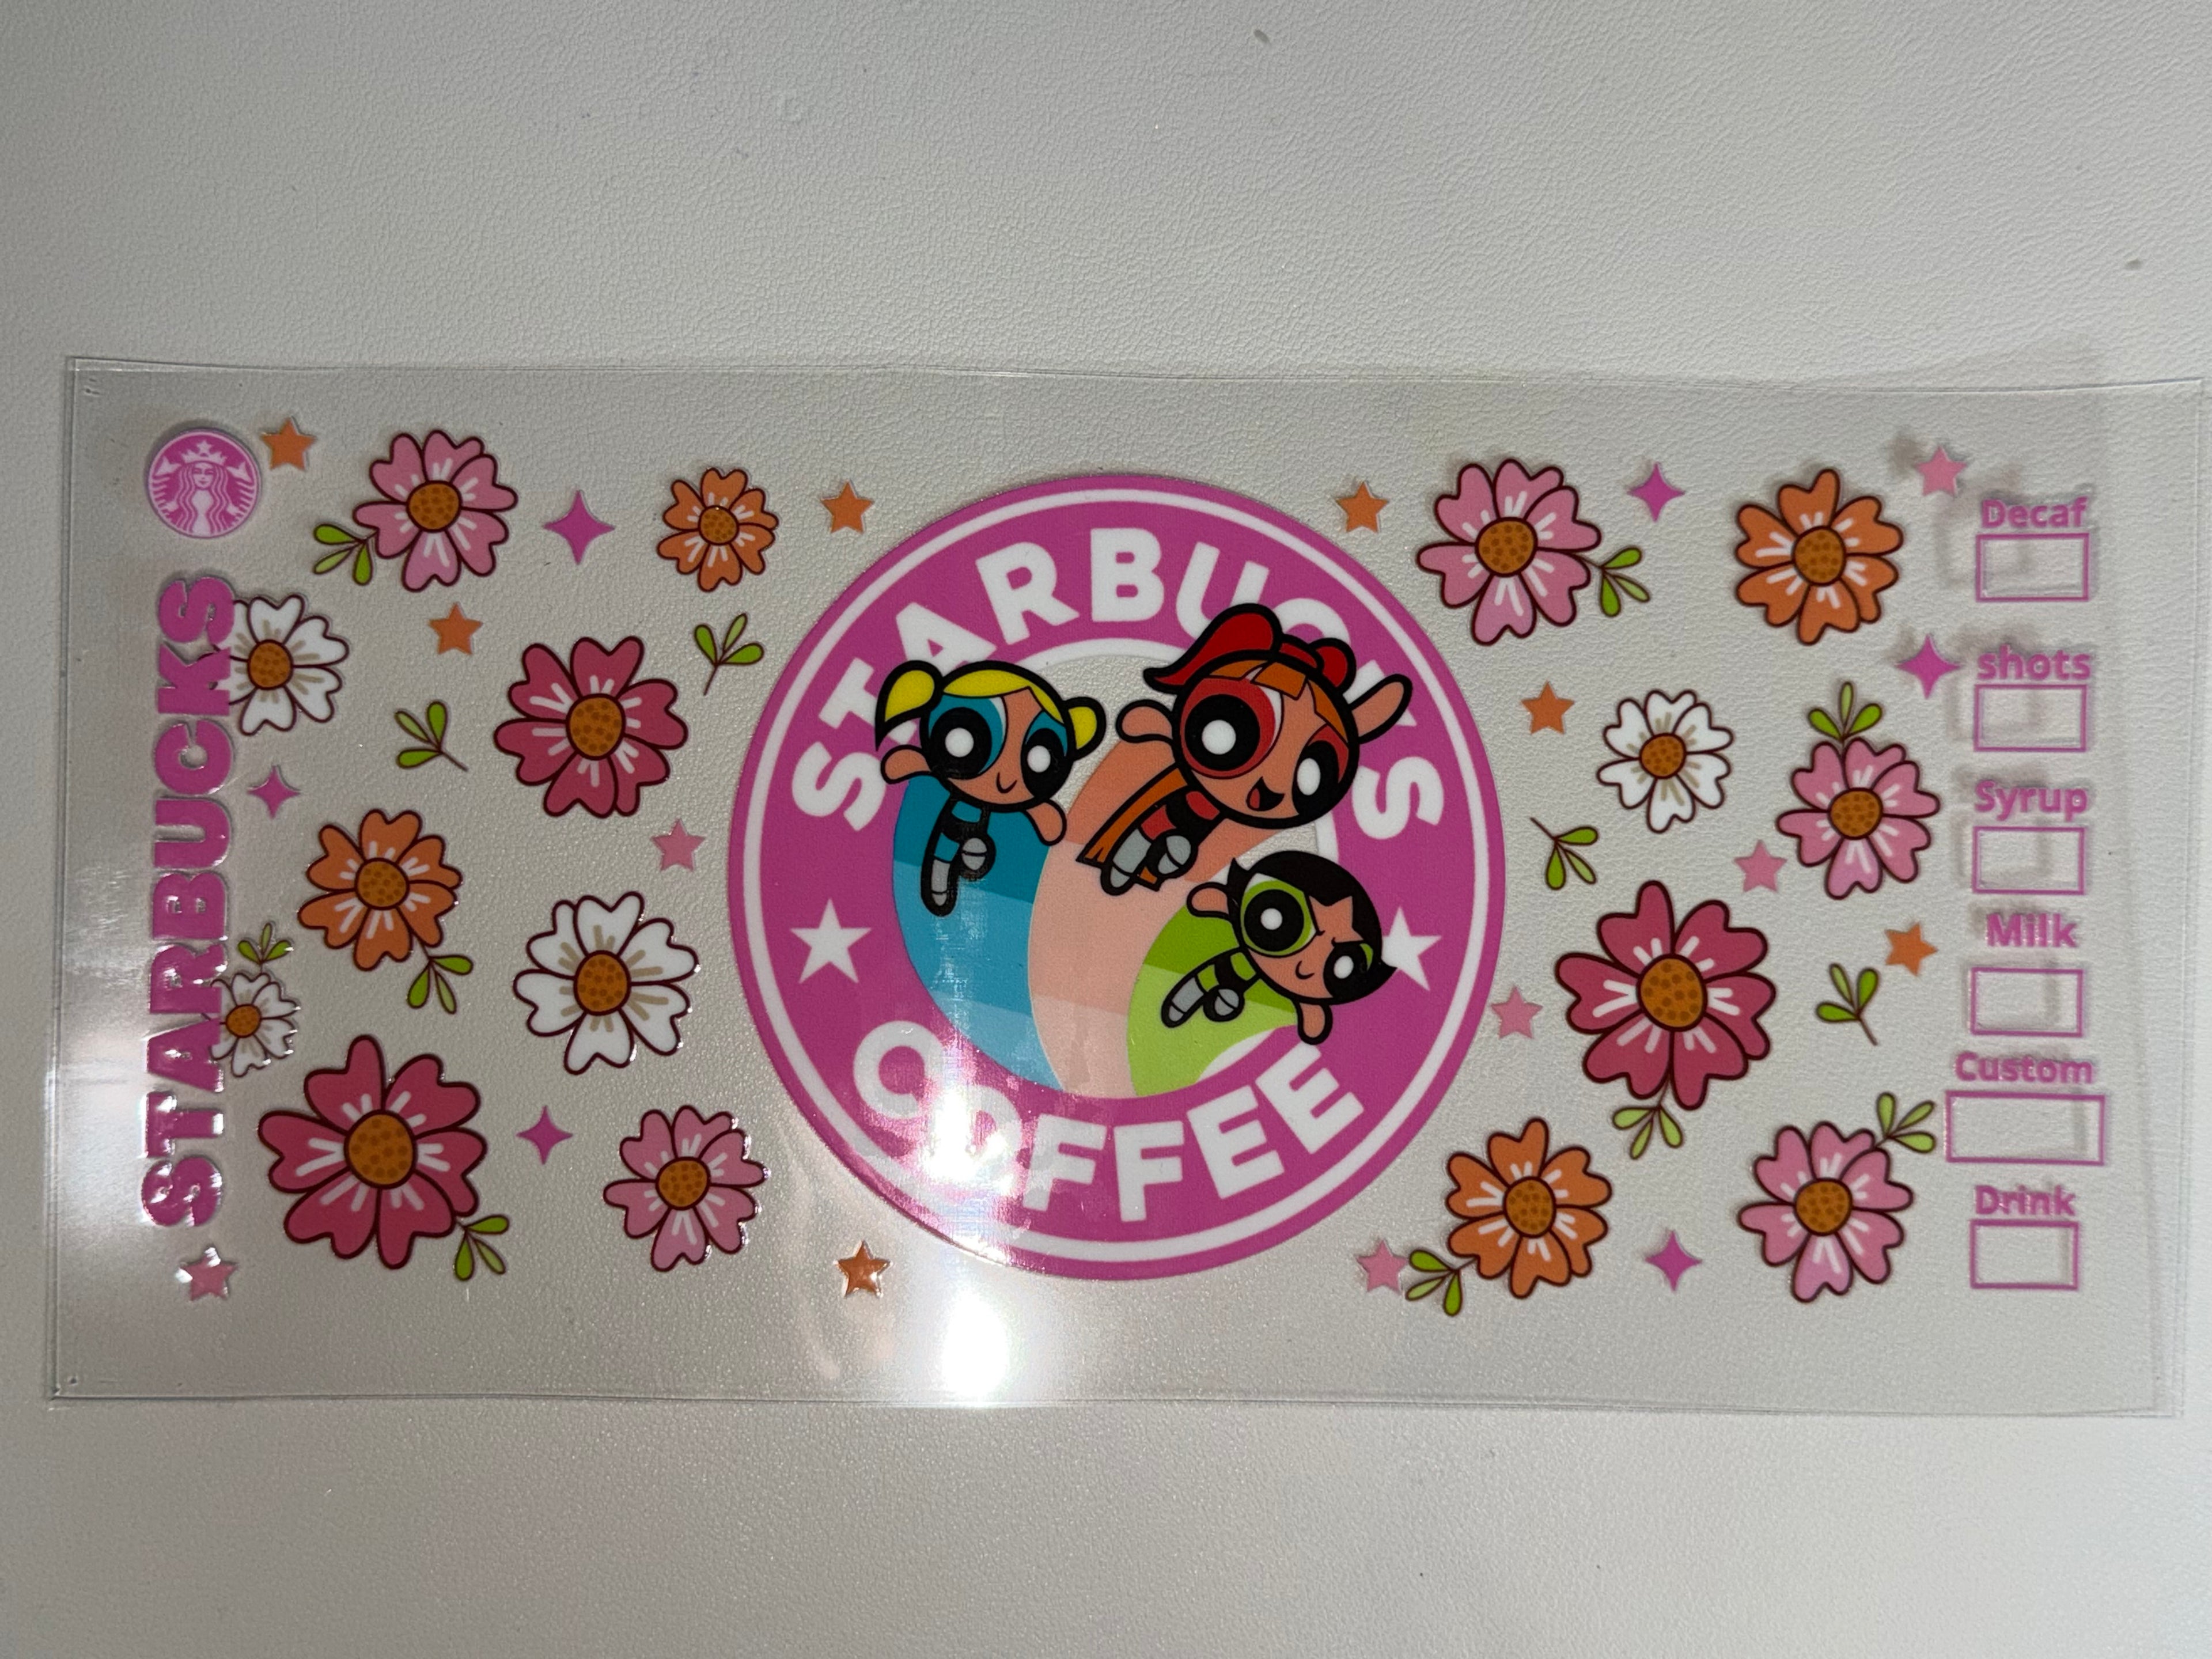 STARBUCKS
STARBUCKS
COFFEE
Decaf
shots
Syrup
Milk
Custom
Drink